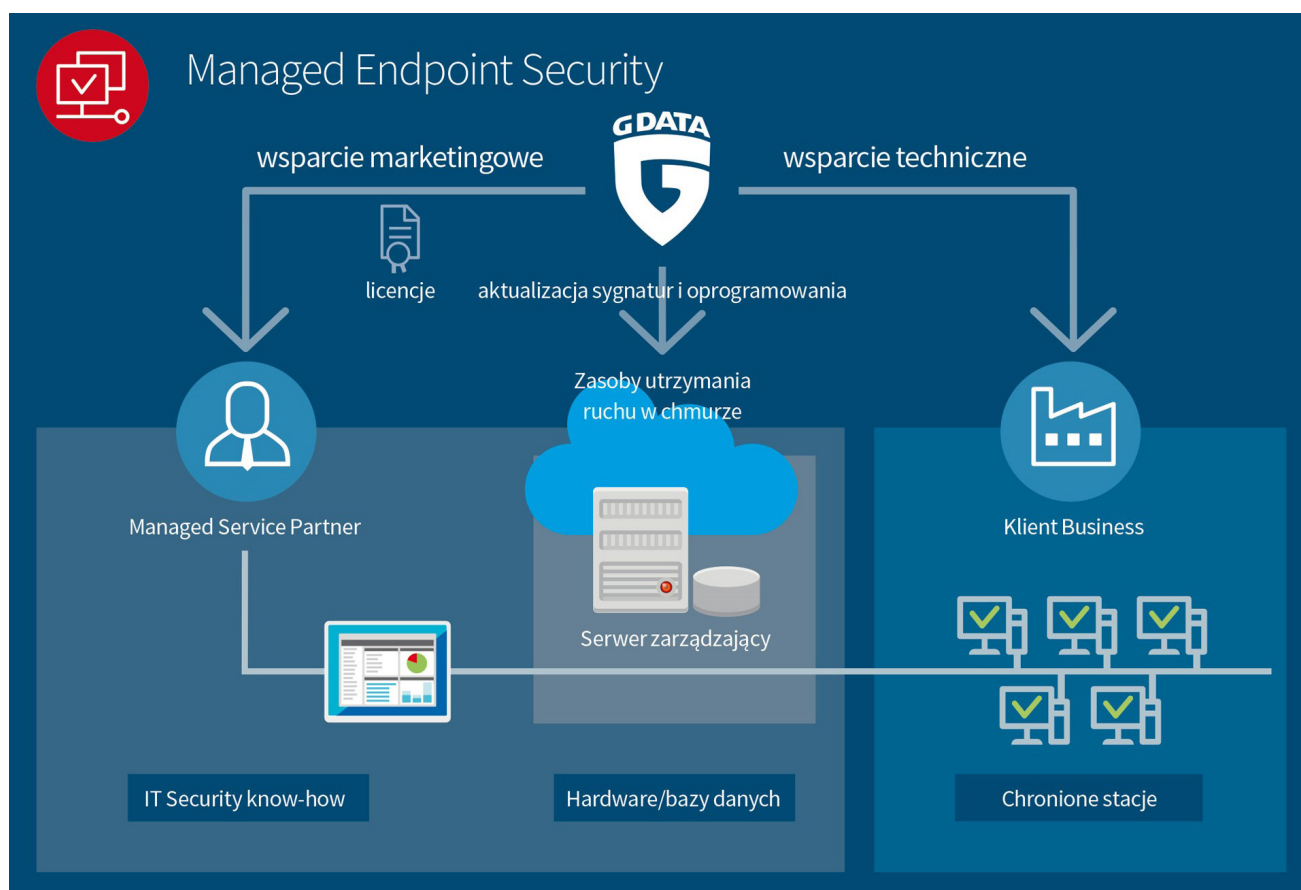 Managed Endpoint Security
G DATA
wsparcie marketingowe
wsparcie techniczne
licencje
aktualizacja sygnatur i oprogramowania
Zasoby utrzymania
ruchu w chmurze
Managed Service Partner
Klient Business
Serwer zarządzający
IT Security know-how
Hardware/bazy danych
Chronione stacje